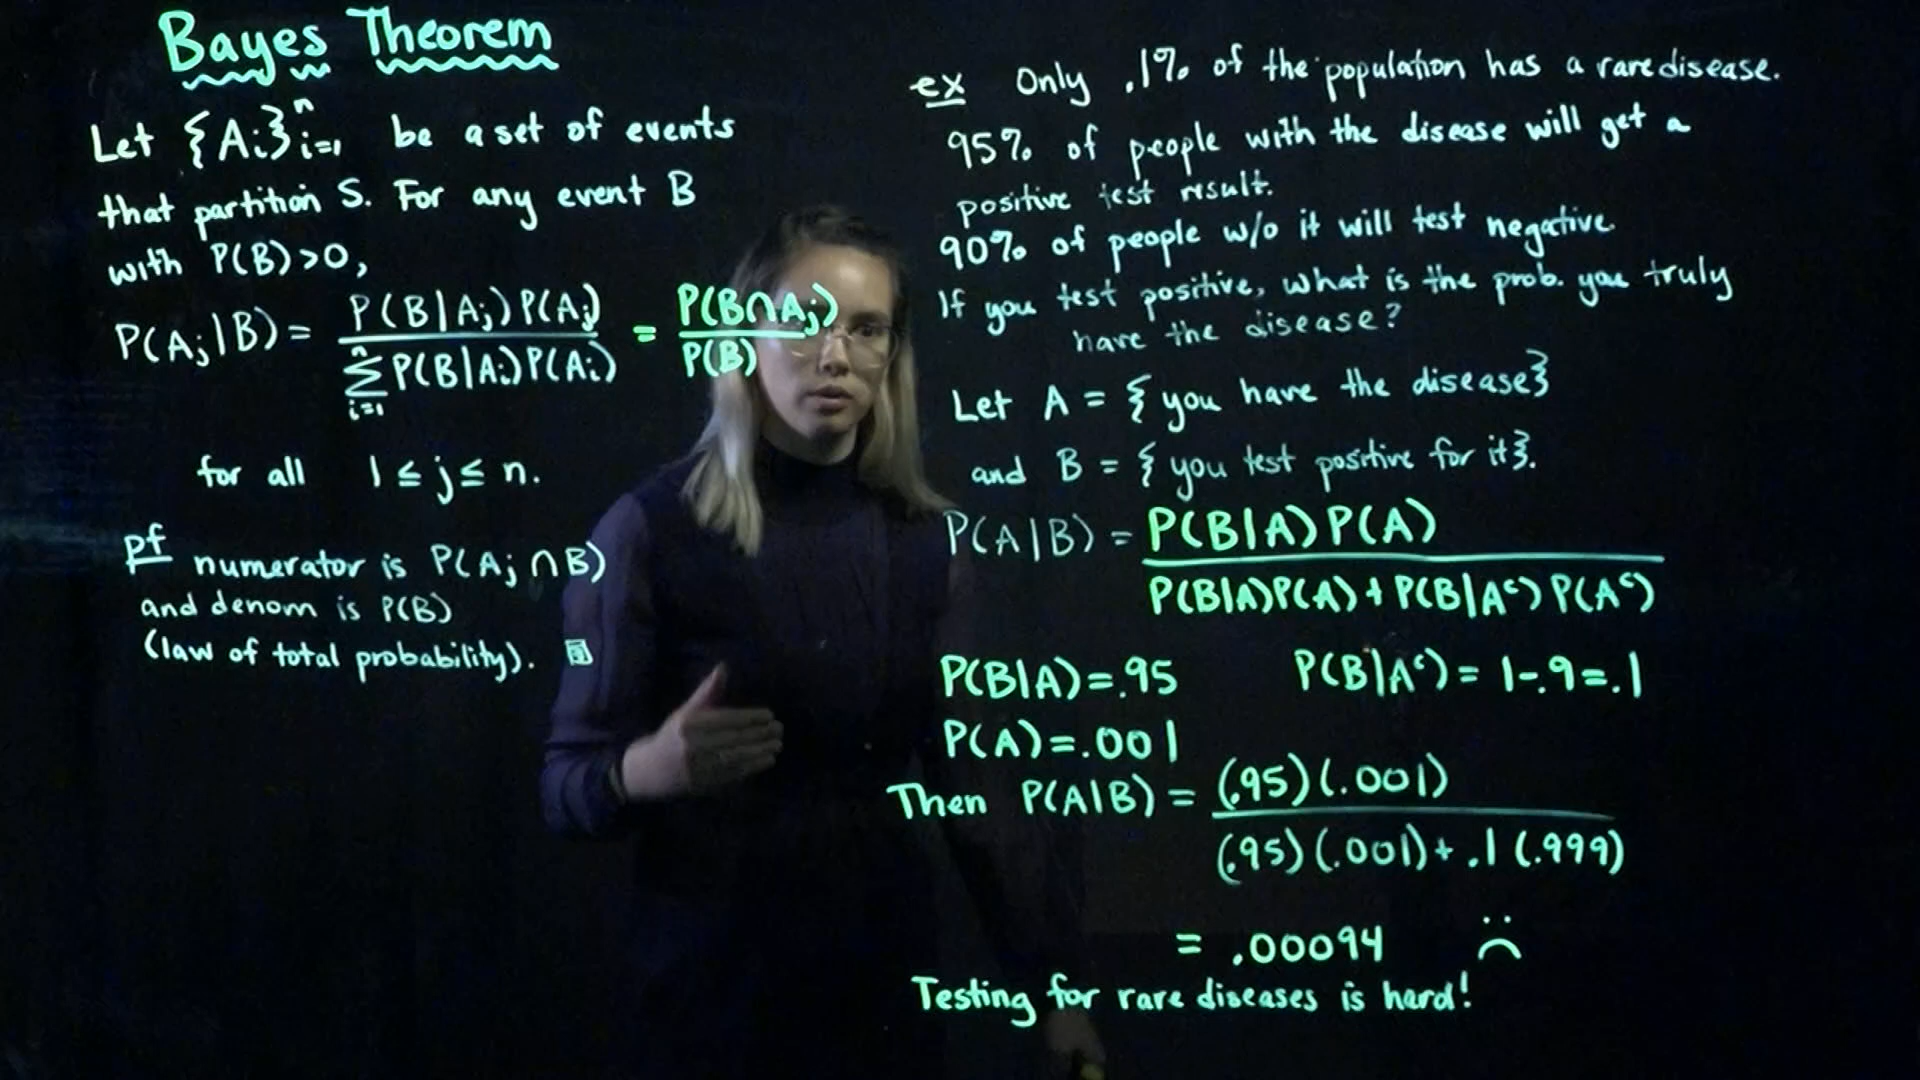 Bayes Theorem
Let {Aᵢ}ⁿᵢ₌₁ be a set of events
that partition S. For any event B
with P(B)>0,
P(Aⱼ|B) = P(B|Aⱼ)P(Aⱼ) / ∑ⁿᵢ₌₁ P(B|Aᵢ)P(Aᵢ) = P(B∩Aⱼ) / P(B)
for all 1 ≤ j ≤ n.
pf numerator is P(Aⱼ ∩ B)
and denom is P(B)
(law of total probability).
ex Only .1% of the population has a rare disease.
95% of people with the disease will get a
positive test result.
90% of people w/o it will test negative.
If you test positive, what is the prob. you truly
have the disease?
Let A = {you have the disease}
and B = {you test positive for it}.
P(A|B) = P(B|A)P(A) / P(B|A)P(A) + P(B|Aᶜ)P(Aᶜ)
P(B|A)=.95 P(B|Aᶜ) = 1-.9=.1
P(A)=.001
Then P(A|B) = (.95)(.001) / (.95)(.001) + .1(.999)
= .00094
Testing for rare diseases is hard!